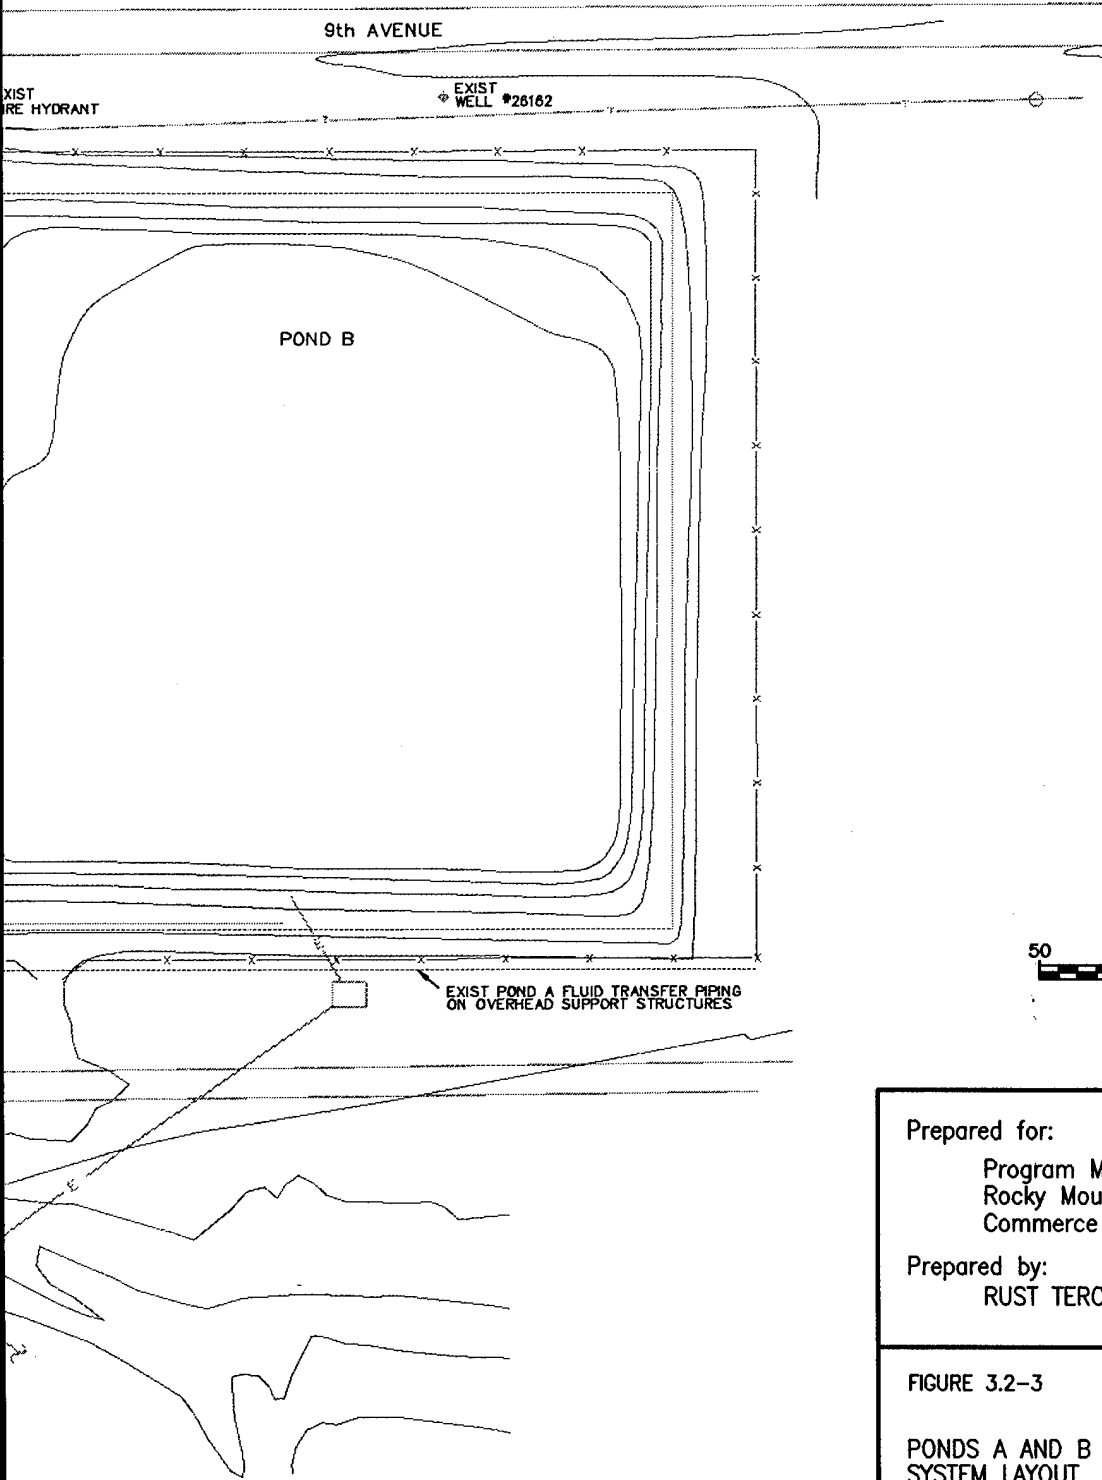 9th AVENUE
EXIST
WELL #26162
XIST
IRE HYDRANT
POND B
EXIST POND A FLUID TRANSFER PIPING
ON OVERHEAD SUPPORT STRUCTURES
50
Prepared for:
Program M
Rocky Mou
Commerce
Prepared by:
RUST TERC
FIGURE 3.2-3
PONDS A AND B
SYSTEM LAYOUT